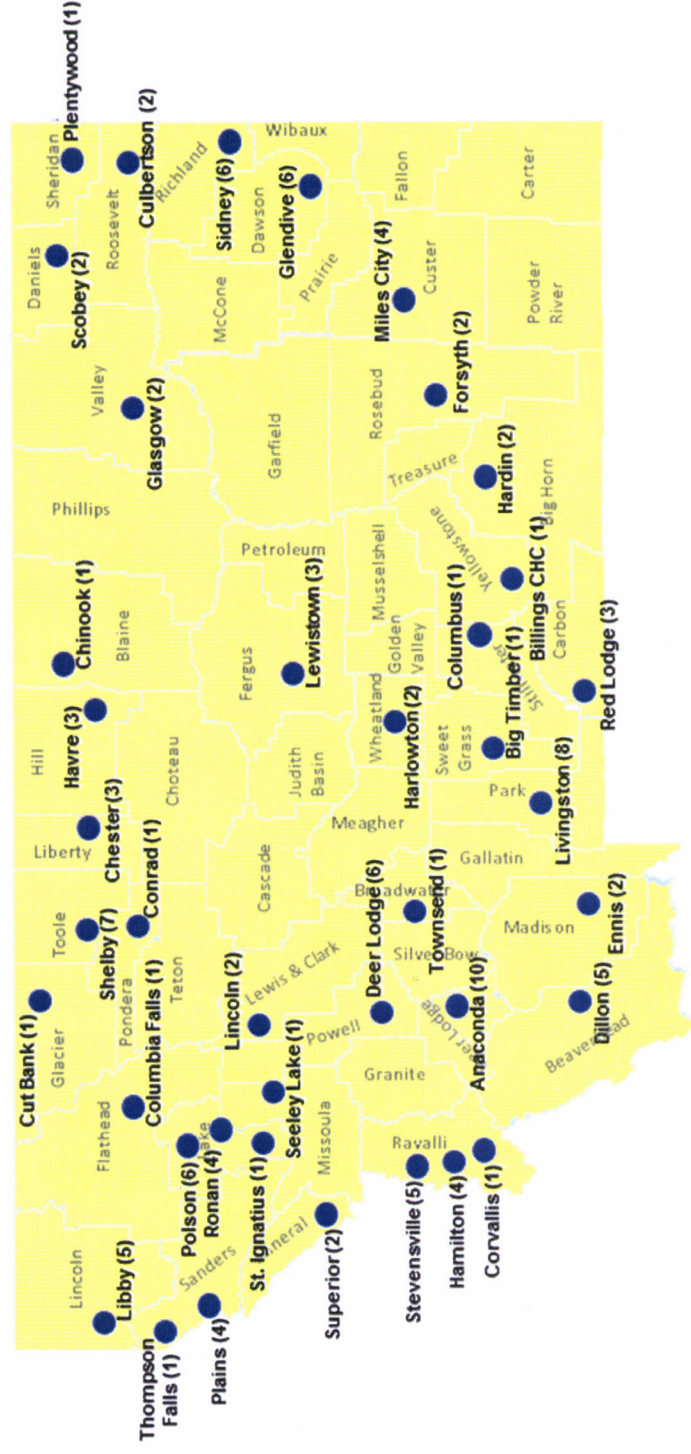 Lincoln
Libby (5)
Thompson
Falls (1)
Plains (4)
Sanders
Flathead
Columbia Falls (1)
Polson (6)
Lake
Ronan (4)
St. Ignatius (1)
Superior (2)
Missoula
Seeley Lake (1)
Cut Bank (1)
Glacier
Pondera
Teton
Toole
Shelby (7)
Conrad (1)
Liberty
Chester (3)
Hill
Havre (3)
Choteau
Chinook (1)
Blaine
Phillips
Valley
Glasgow (2)
Daniels
Scobey (2)
Sheridan
Plentywood (1)
Roosevelt
Culbertson (2)
Richland
Sidney (6)
Wibaux
Dawson
Glendive (6)
McCone
Prairie
Garfield
Petroleum
Fergus
Lewistown (3)
Judith
Basin
Cascade
Lewis & Clark
Lincoln (2)
Powell
Granite
Deer Lodge (6)
Ravalli
Stevensville (5)
Hamilton (4)
Corvallis (1)
Anaconda (10)
Silver Bow
Broadwater
Townsend (1)
Meagher
Wheatland
Harlowton (2)
Golden
Valley
Musselshell
Treasure
Rosebud
Forsyth (2)
Miles City (4)
Custer
Fallon
Carter
Powder
River
Hardin (2)
Big Horn
Yellowstone
Billings CHC (1)
Columbus (1)
Big Timber (1)
Sweet
Grass
Carbon
Red Lodge (3)
Park
Livingston (8)
Gallatin
Madison
Ennis (2)
Dillon (5)
Beaverhead